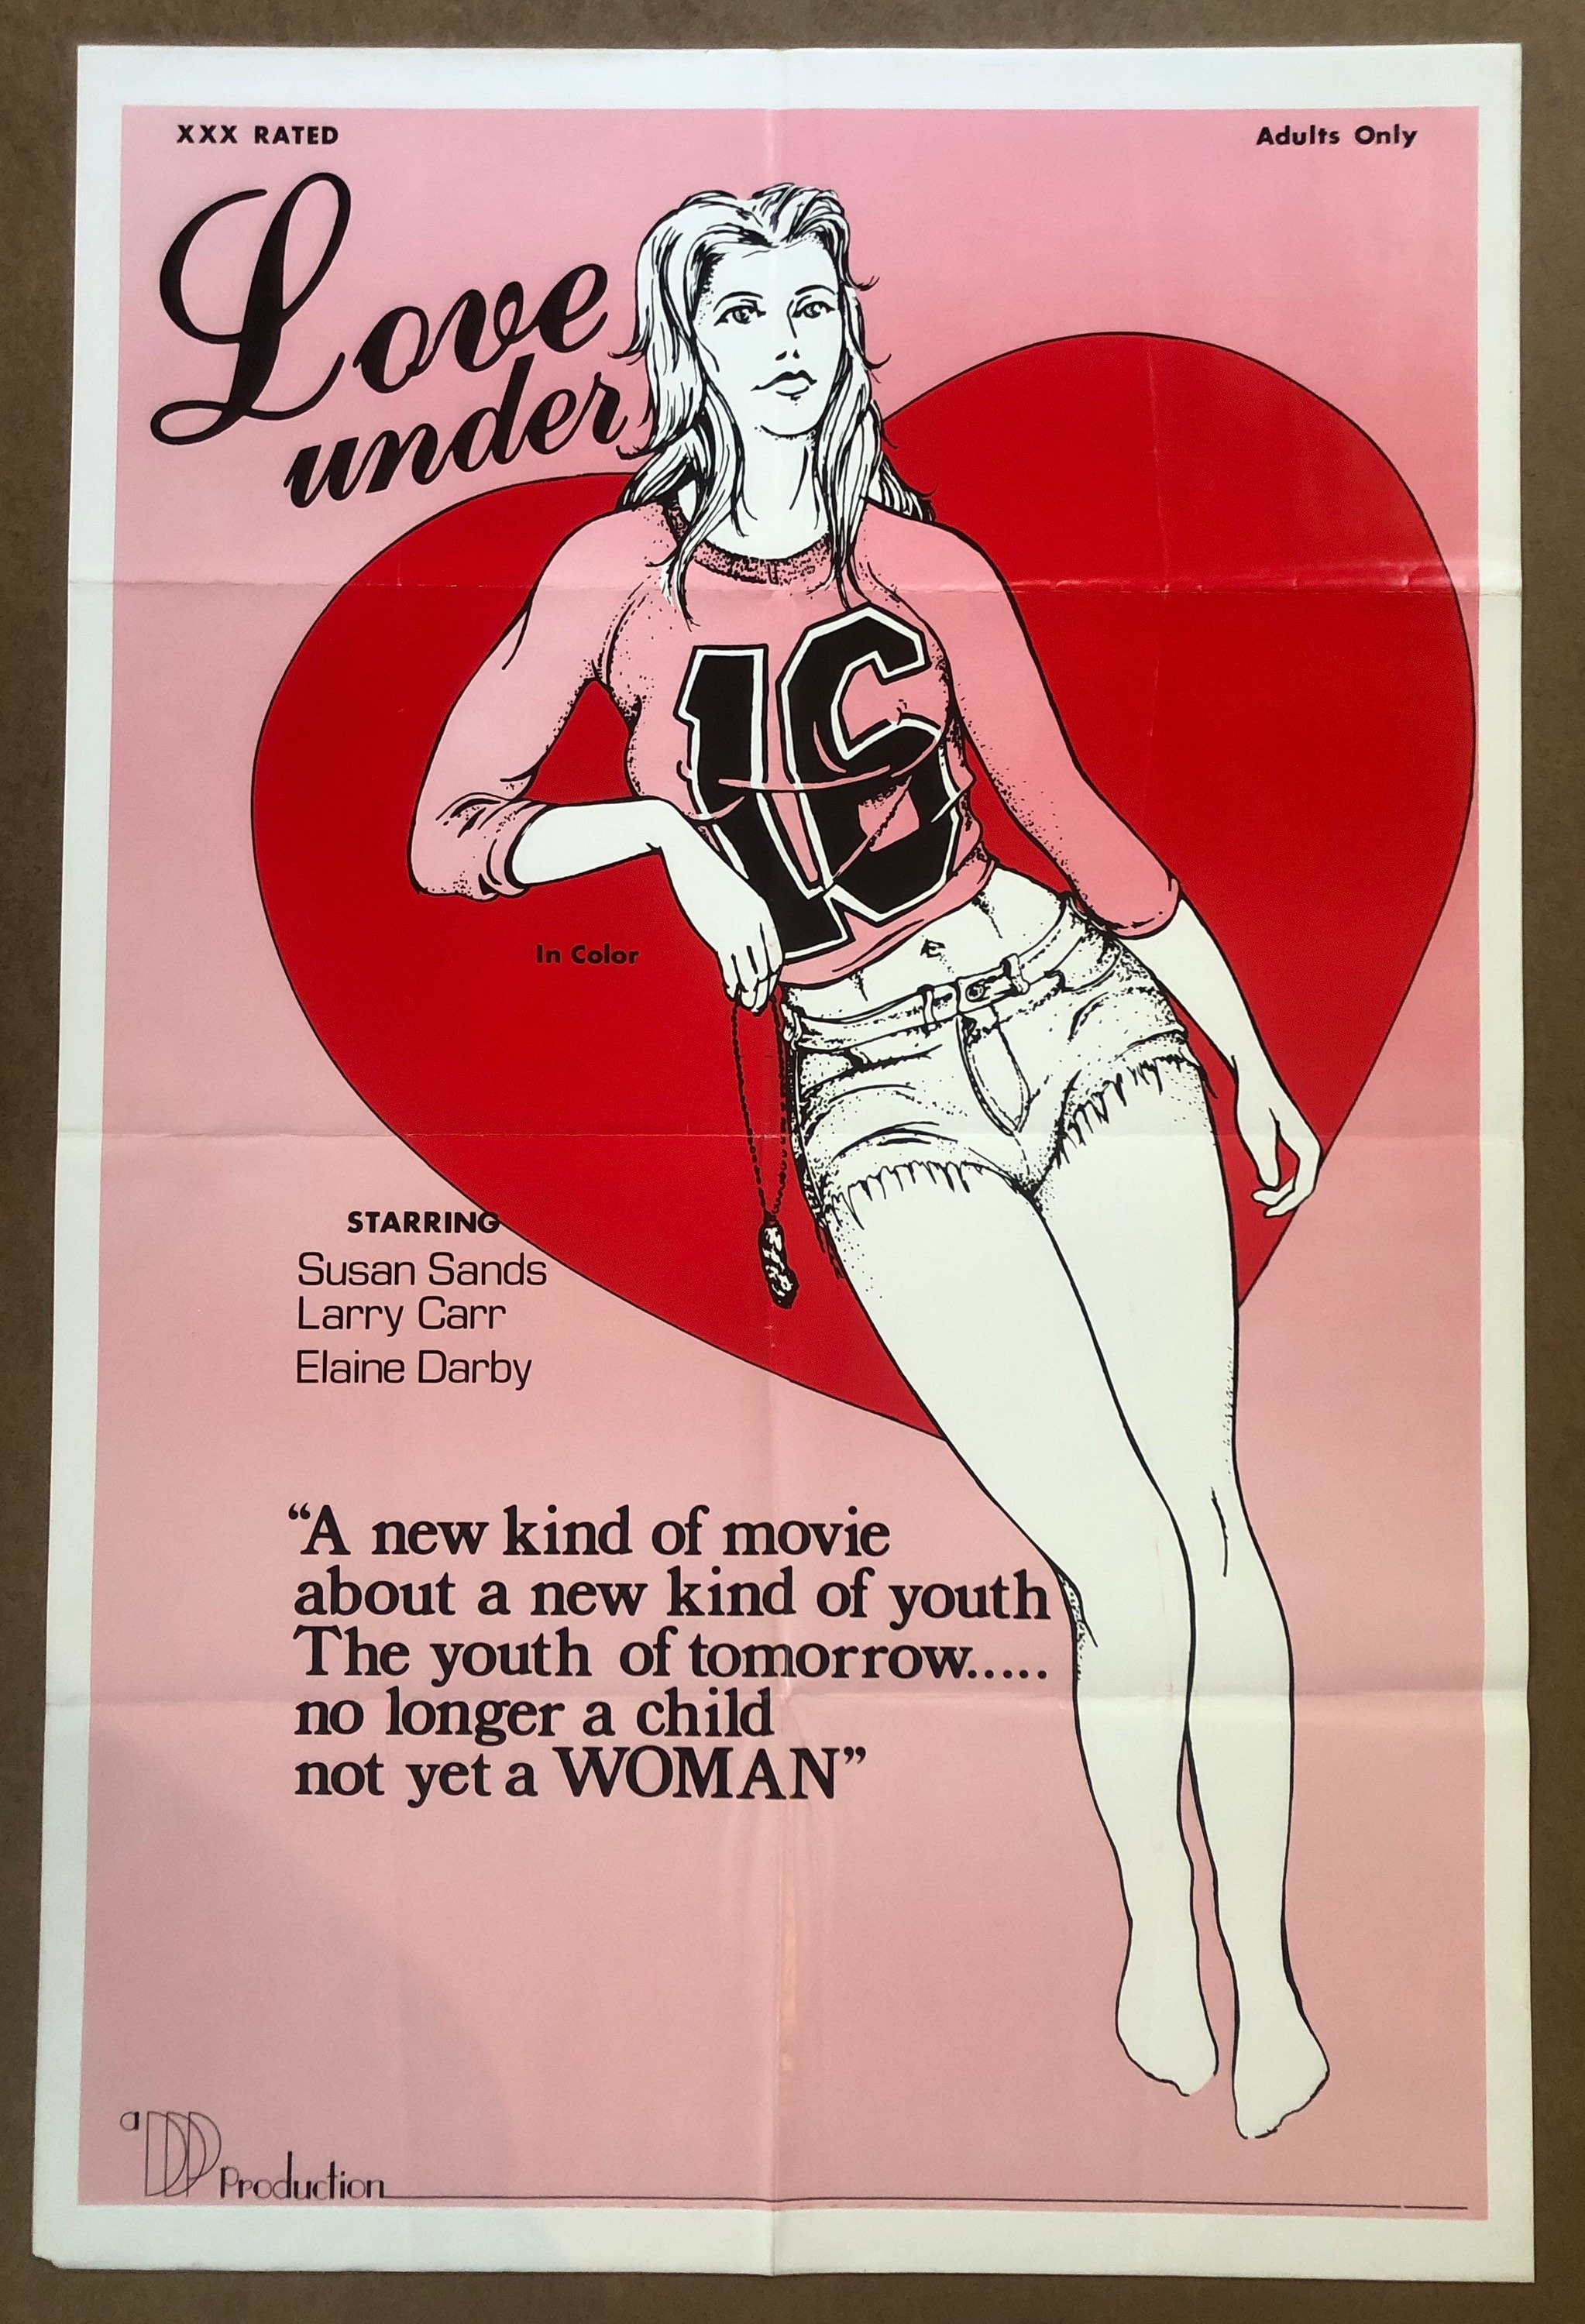 XXX RATED
Adults Only
Love
under
16
In Color
STARRING
Susan Sands
Larry Carr
Elaine Darby
“A new kind of movie
about a new kind of youth
The youth of tomorrow.....
no longer a child
not yet a WOMAN”
a DDD Production